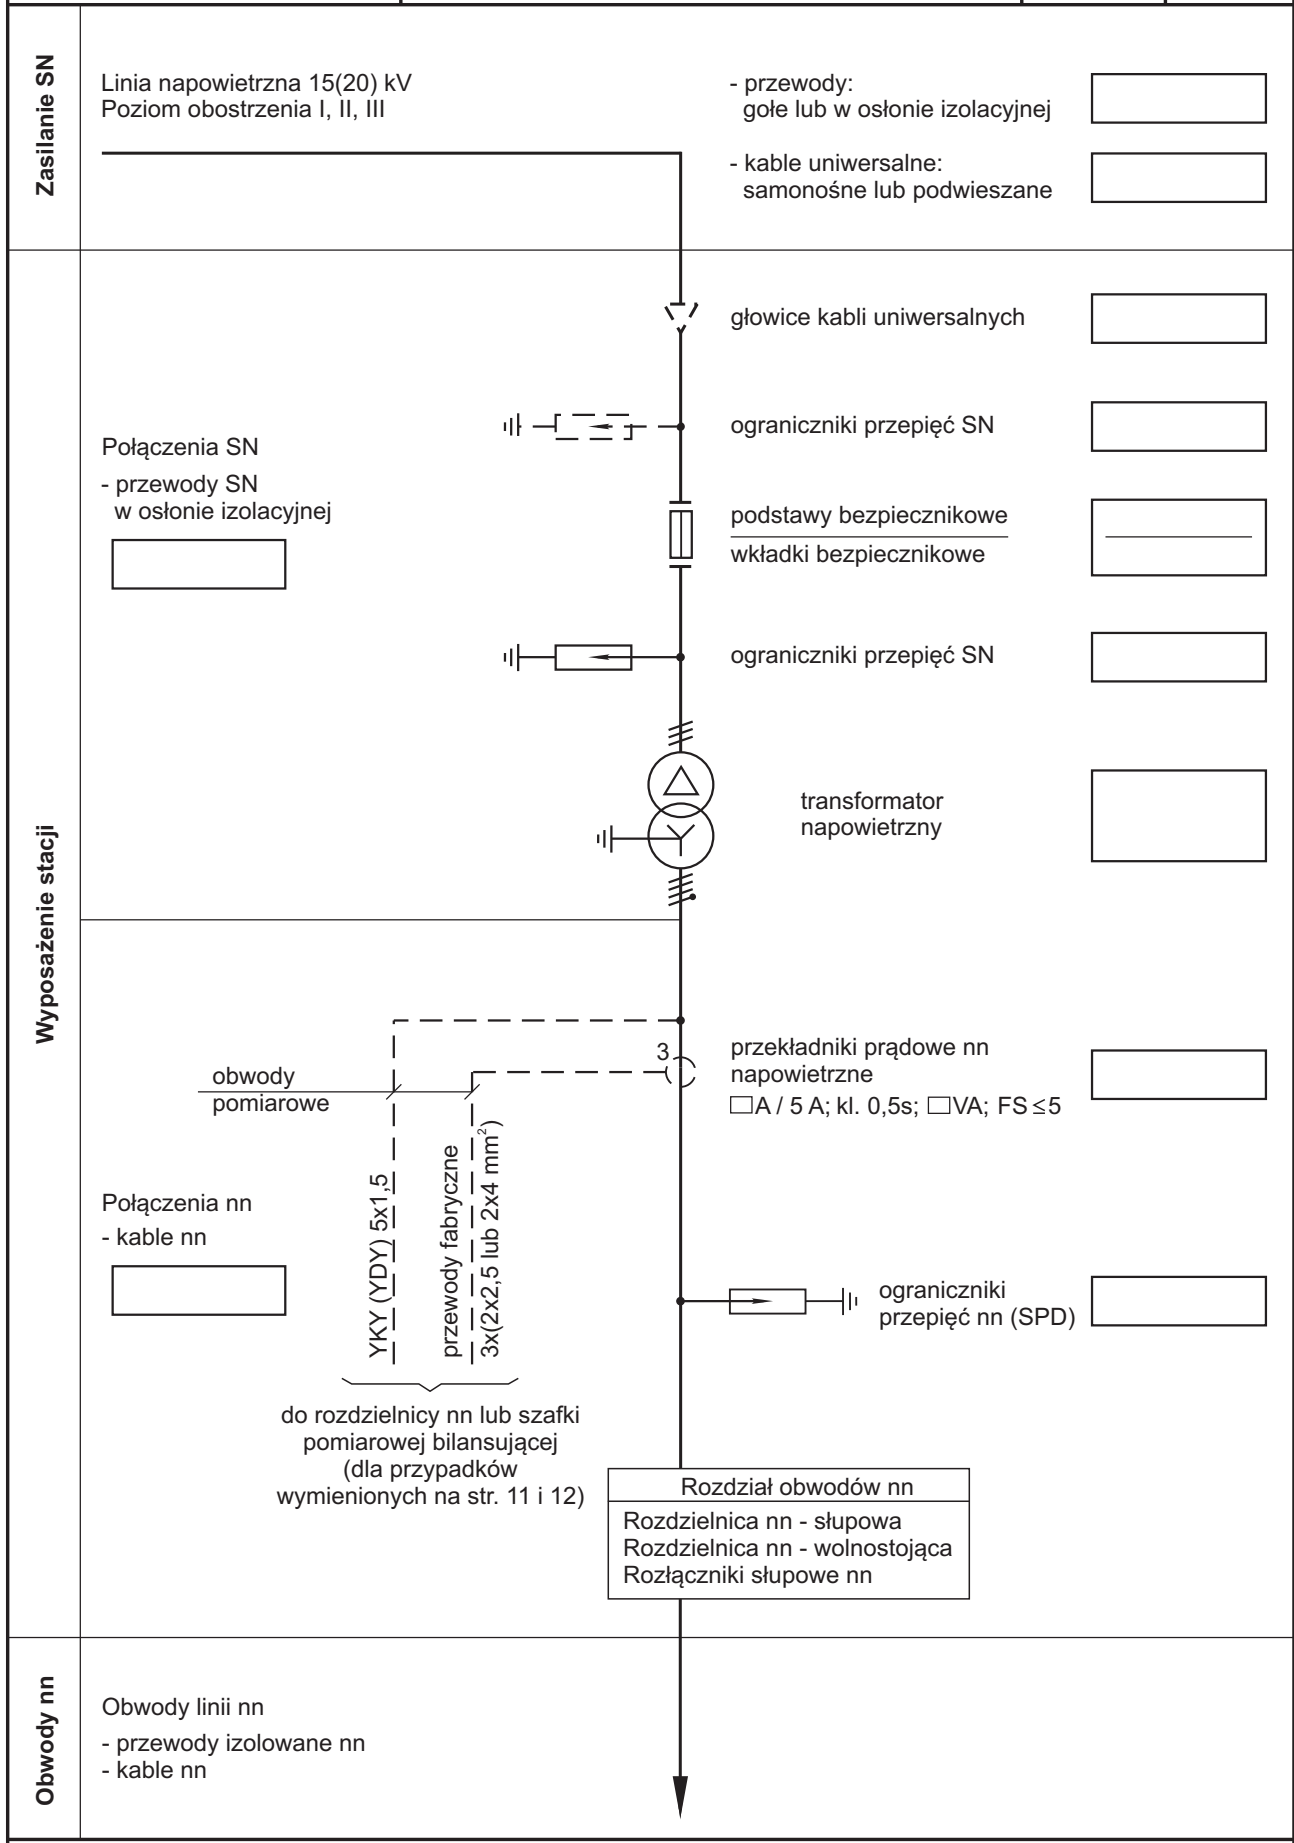 Zasilanie SN
Linia napowietrzna 15(20) kV
Poziom obostrzenia I, II, III
- przewody:
gołe lub w osłonie izolacyjnej
- kable uniwersalne:
samonośne lub podwieszane
Wyposażenie stacji
głowice kabli uniwersalnych
ograniczniki przepięć SN
Połączenia SN
- przewody SN
w osłonie izolacyjnej
podstawy bezpiecznikowe
wkładki bezpiecznikowe
ograniczniki przepięć SN
transformator
napowietrzny
3
przekładniki prądowe nn
napowietrzne
□A / 5 A; kl. 0,5s; □VA; FS ≤5
obwody
pomiarowe
Połączenia nn
- kable nn
YKY (YDY) 5x1,5
przewody fabryczne
3x(2x2,5 lub 2x4 mm²)
ograniczniki
przepięć nn (SPD)
do rozdzielnicy nn lub szafki
pomiarowej bilansującej
(dla przypadków
wymienionych na str. 11 i 12)
Rozdział obwodów nn
Rozdzielnica nn - słupowa
Rozdzielnica nn - wolnostojąca
Rozłączniki słupowe nn
Obwody nn
Obwody linii nn
- przewody izolowane nn
- kable nn